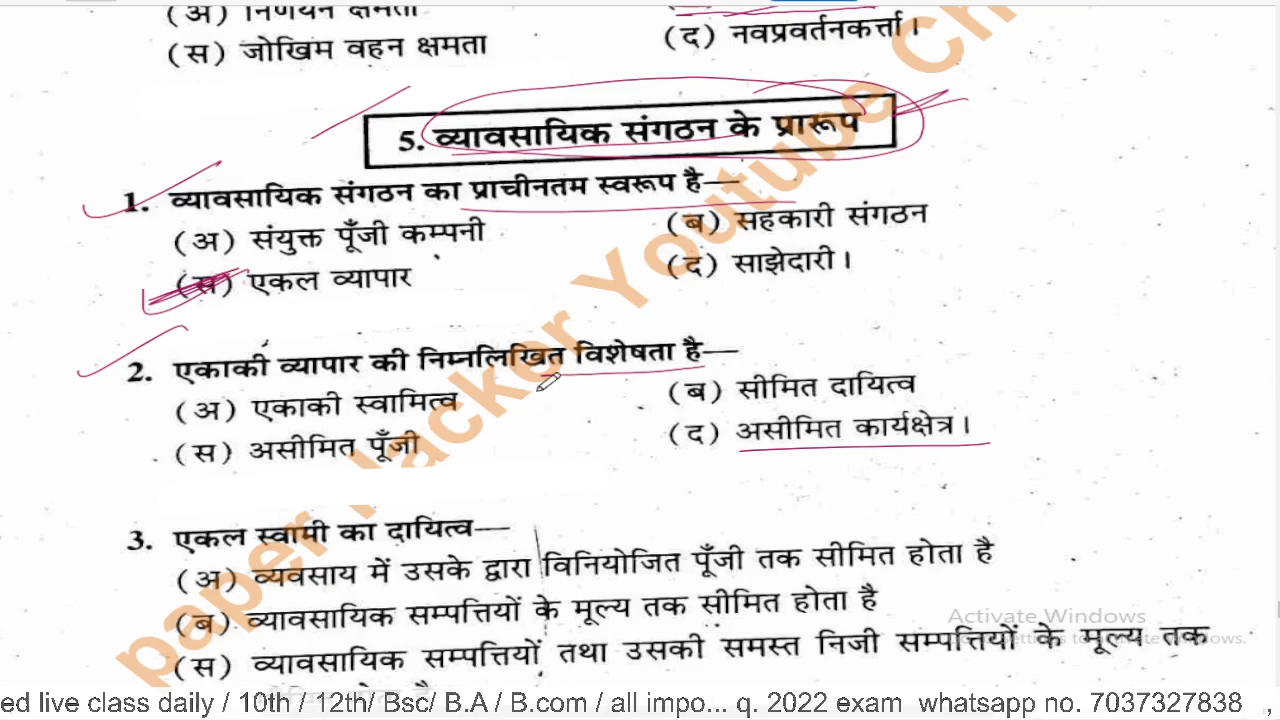 (अ) निर्णयन क्षमता
(स) जोखिम वहन क्षमता (द) नवप्रवर्तनकर्त्ता।
5. व्यावसायिक संगठन के प्रारूप
1. व्यावसायिक संगठन का प्राचीनतम स्वरूप है—
(अ) संयुक्त पूँजी कम्पनी (ब) सहकारी संगठन
(स) एकल व्यापार (द) साझेदारी।
2. एकाकी व्यापार की निम्नलिखित विशेषता है—
(अ) एकाकी स्वामित्व (ब) सीमित दायित्व
(स) असीमित पूँजी (द) असीमित कार्यक्षेत्र।
3. एकल स्वामी का दायित्व—
(अ) व्यवसाय में उसके द्वारा विनियोजित पूँजी तक सीमित होता है
(ब) व्यावसायिक सम्पत्तियों के मूल्य तक सीमित होता है
(स) व्यावसायिक सम्पत्तियों तथा उसकी समस्त निजी सम्पत्तियों के मूल्य तक
paper Hacker Youtube Ch
Activate Windows
ed live class daily / 10th / 12th/ Bsc/ B.A / B.com / all impo... q. 2022 exam whatsapp no. 7037327838 ,